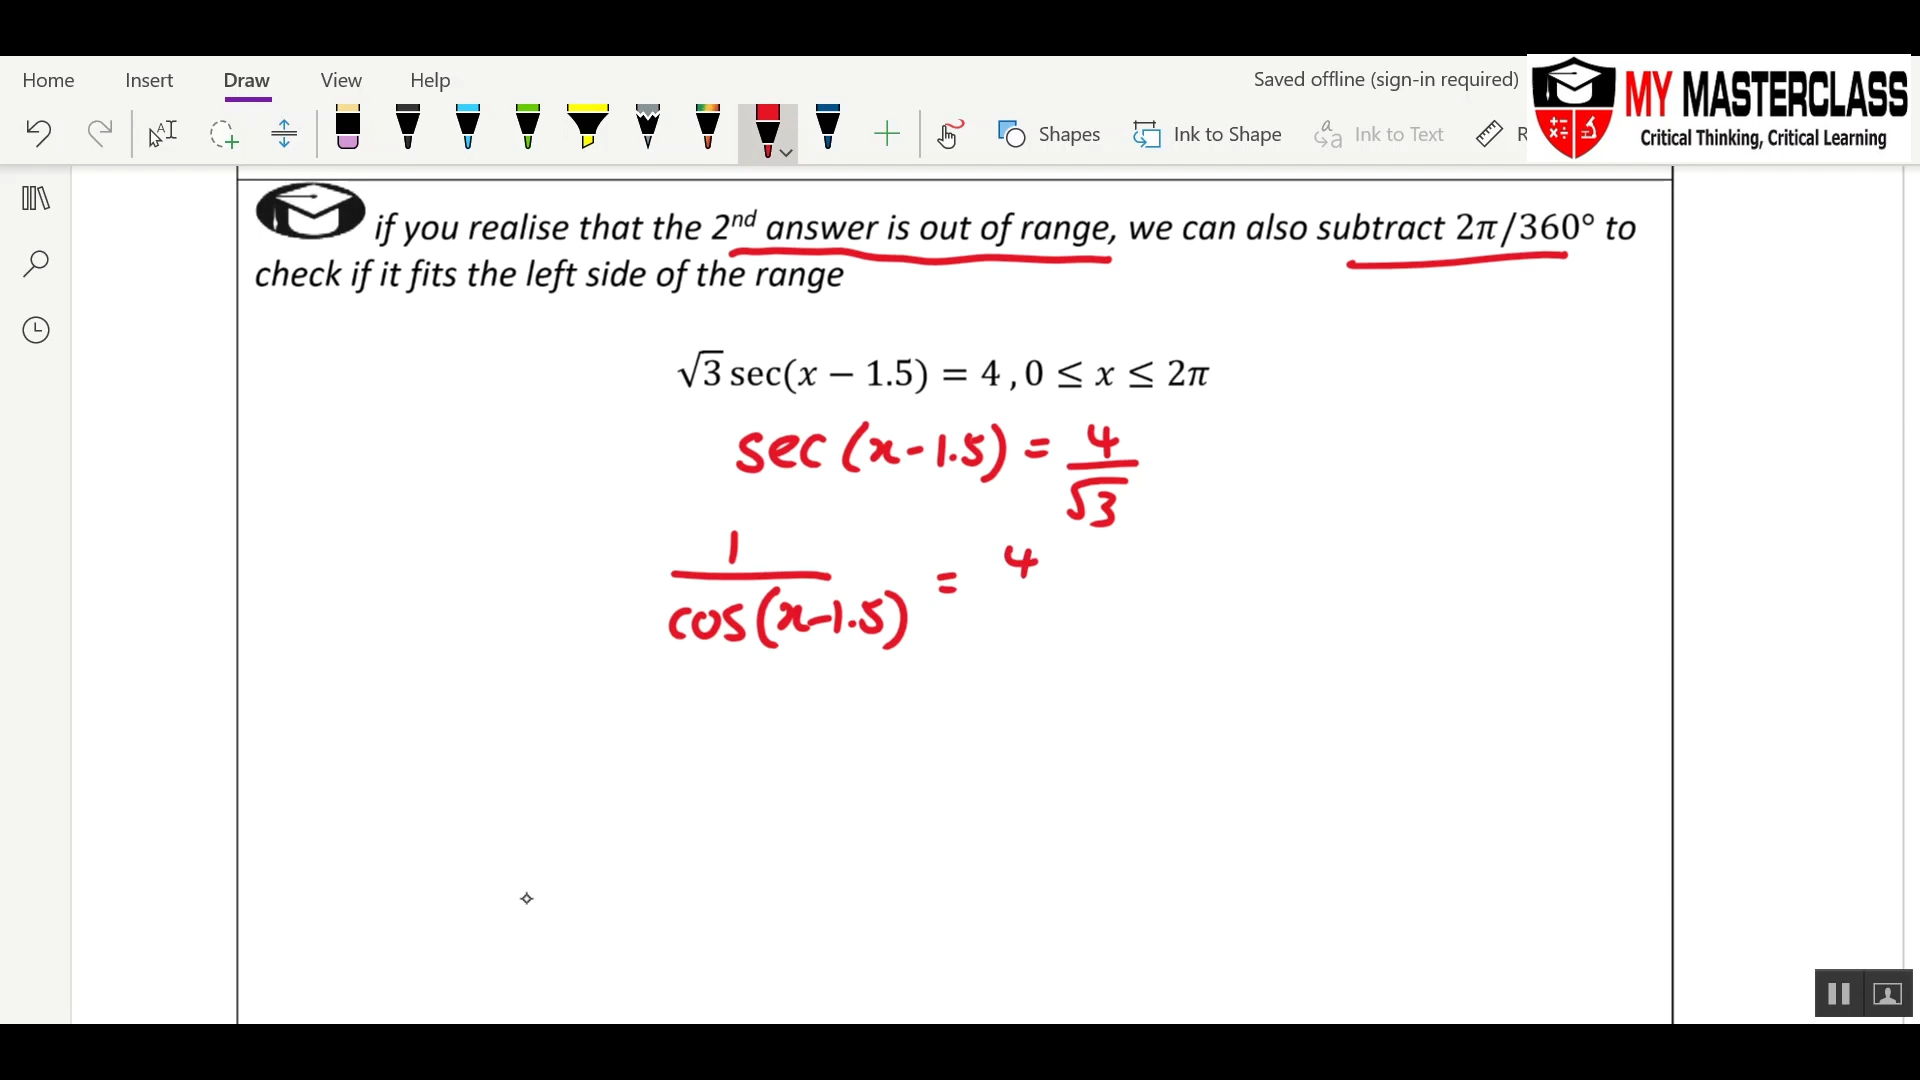 Home Insert Draw View Help Saved offline (sign-in required)
MY MASTERCLASS
Critical Thinking, Critical Learning
Shapes Ink to Shape Ink to Text R
if you realise that the 2nd answer is out of range, we can also subtract 2π/360° to
check if it fits the left side of the range
√3 sec(x − 1.5) = 4 , 0 ≤ x ≤ 2π
sec (x - 1.5) = 4/√3
1/cos(x-1.5) = 4